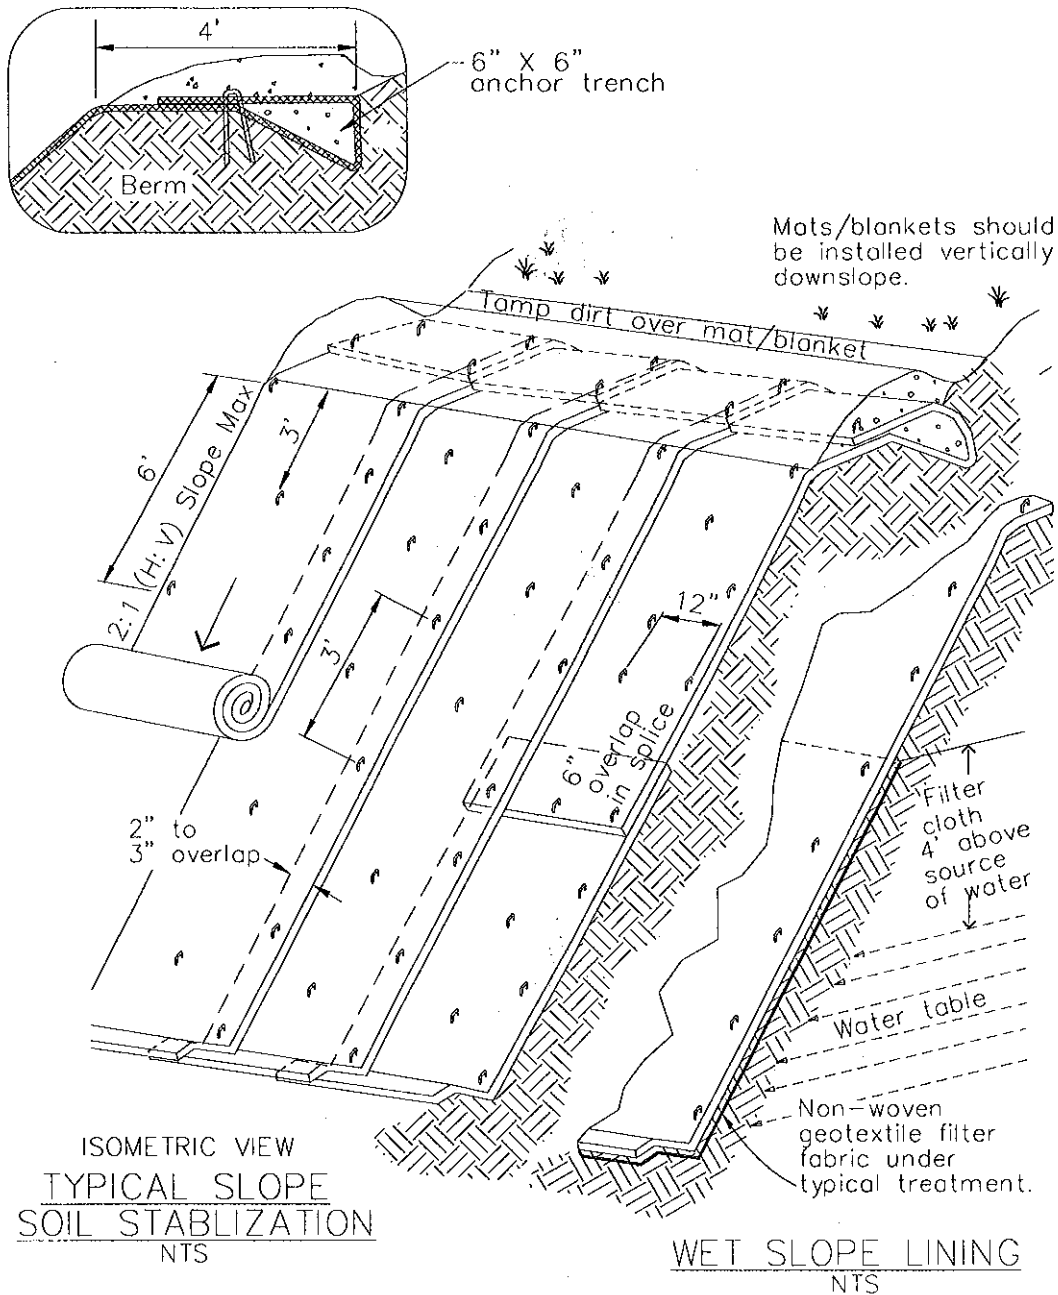 4'
6" X 6"
anchor trench
Berm
Mats/blankets should
be installed vertically
downslope.
Tamp dirt over mat/blanket
6'
2:1 (H:V) Slope Max
3'
3'
12"
6" overlap
in splice
2" to
3" overlap
Filter
cloth
4' above
source
of water
Water table
Non-woven
geotextile filter
fabric under
typical treatment.
ISOMETRIC VIEW
TYPICAL SLOPE
SOIL STABLIZATION
NTS
WET SLOPE LINING
NTS